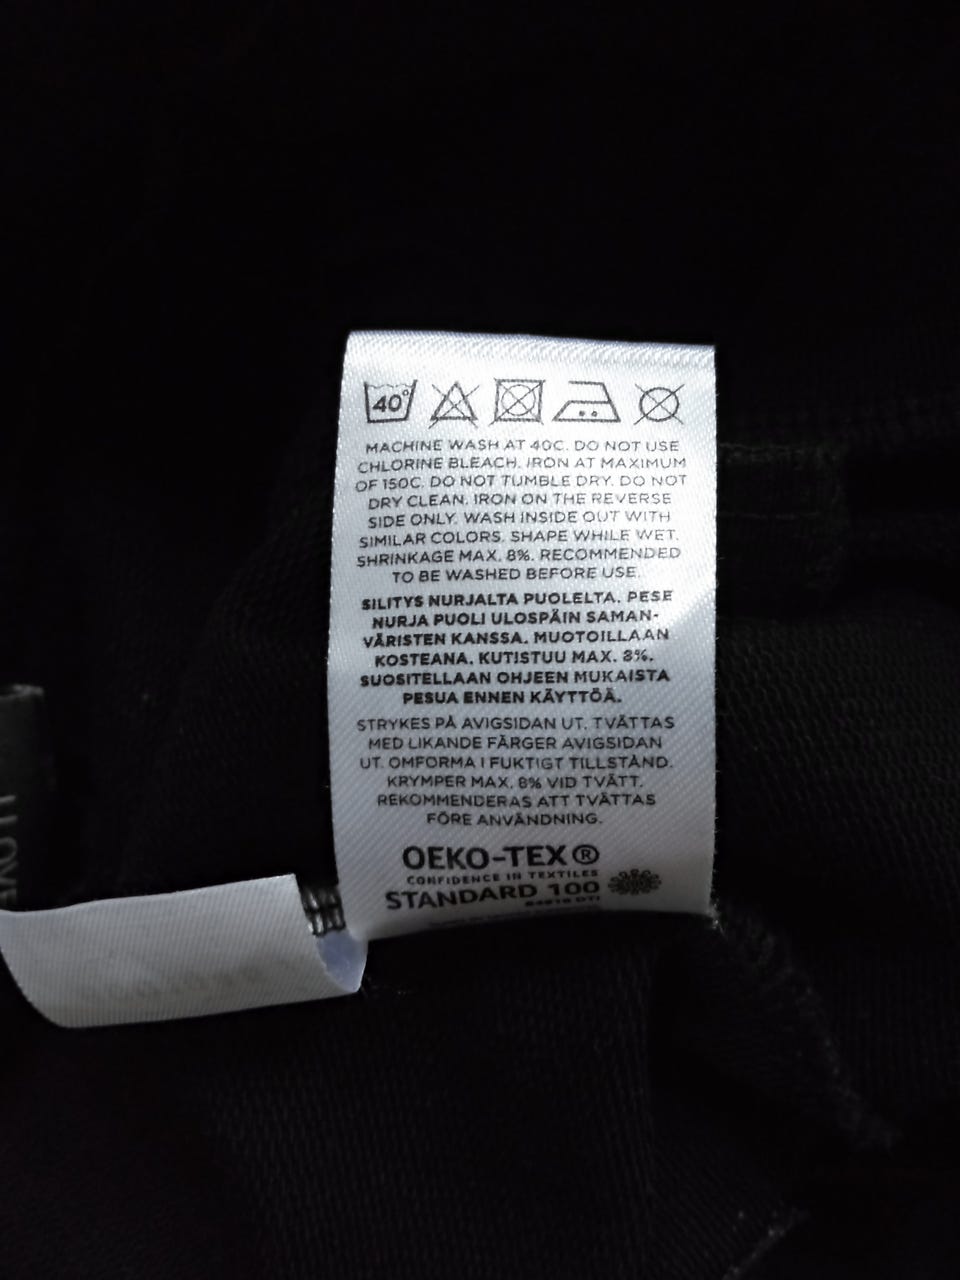 40°
MACHINE WASH AT 40C. DO NOT USE
CHLORINE BLEACH. IRON AT MAXIMUM
OF 150C. DO NOT TUMBLE DRY. DO NOT
DRY CLEAN. IRON ON THE REVERSE
SIDE ONLY. WASH INSIDE OUT WITH
SIMILAR COLORS. SHAPE WHILE WET.
SHRINKAGE MAX. 8%. RECOMMENDED
TO BE WASHED BEFORE USE.
SILITYS NURJALTA PUOLELTA. PESE
NURJA PUOLI ULOSPÄIN SAMAN-
VÄRISTEN KANSSA. MUOTOILLAAN
KOSTEANA. KUTISTUU MAX. 8%.
SUOSITELLAAN OHJEEN MUKAISTA
PESUA ENNEN KÄYTTÖÄ.
STRYKES PÅ AVIGSIDAN UT. TVÄTTAS
MED LIKANDE FÄRGER AVIGSIDAN
UT. OMFORMA I FUKTIGT TILLSTÅND.
KRYMPER MAX. 8% VID TVÄTT.
REKOMMENDERAS ATT TVÄTTAS
FÖRE ANVÄNDNING.
OEKO-TEX®
CONFIDENCE IN TEXTILES
STANDARD 100